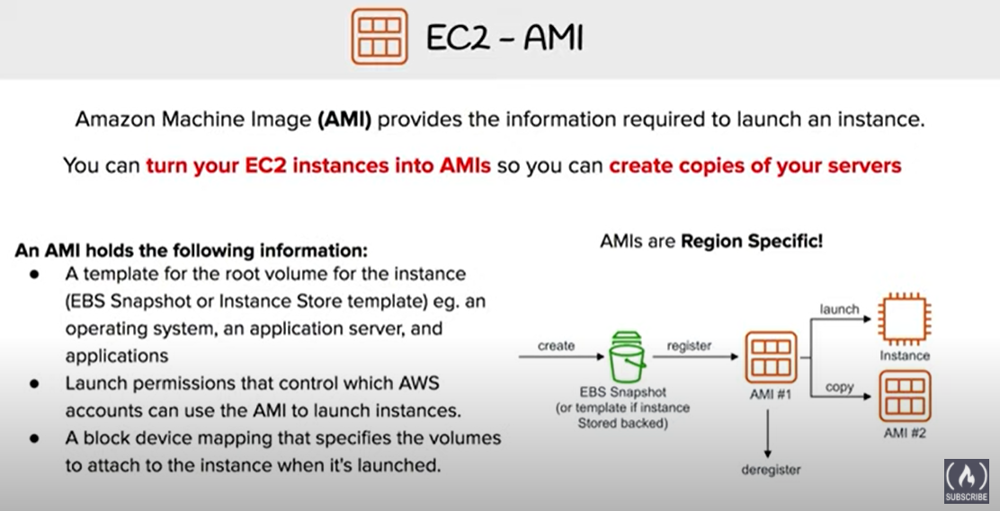 EC2 - AMI
Amazon Machine Image (AMI) provides the information required to launch an instance.
You can turn your EC2 instances into AMIs so you can create copies of your servers
An AMI holds the following information:
● A template for the root volume for the instance
(EBS Snapshot or Instance Store template) eg. an
operating system, an application server, and
applications
● Launch permissions that control which AWS
accounts can use the AMI to launch instances.
● A block device mapping that specifies the volumes
to attach to the instance when it's launched.
AMIs are Region Specific!
create
EBS Snapshot
(or template if instance
Stored backed)
register
AMI #1
deregister
launch
Instance
copy
AMI #2
SUBSCRIBE